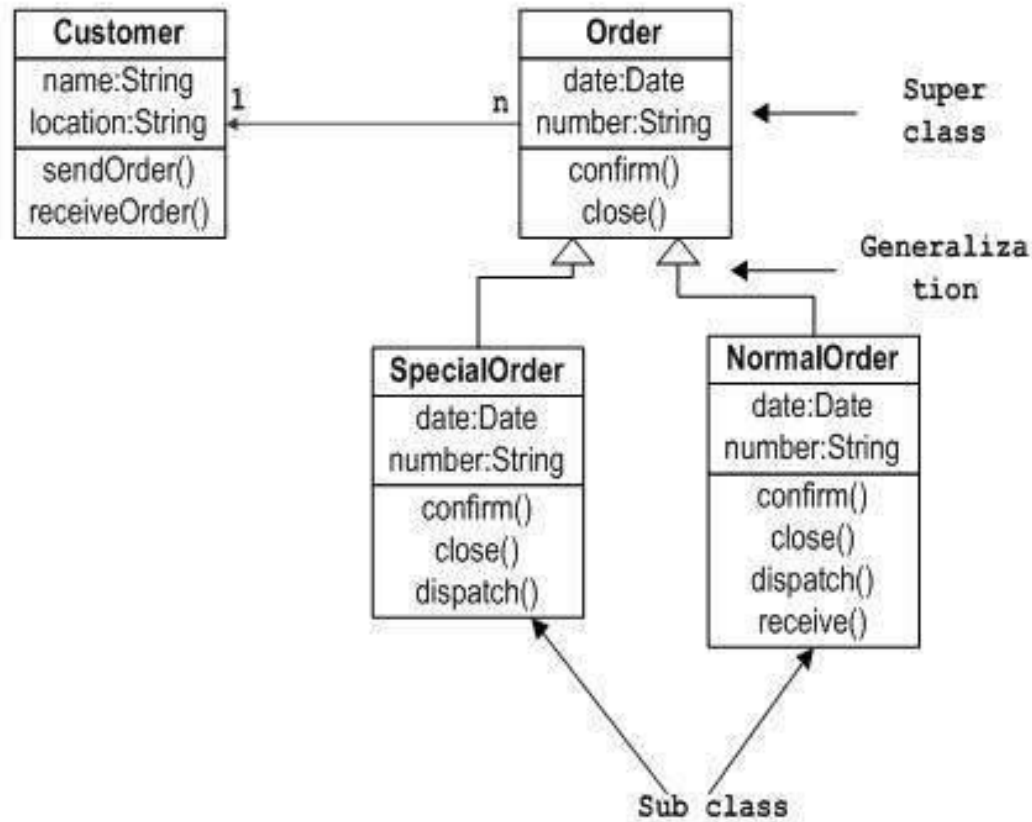 Customer
name:String
location:String
sendOrder()
receiveOrder()
1
n
Order
date:Date
number:String
confirm()
close()
Super
class
Generaliza
tion
SpecialOrder
date:Date
number:String
confirm()
close()
dispatch()
NormalOrder
date:Date
number:String
confirm()
close()
dispatch()
receive()
Sub class